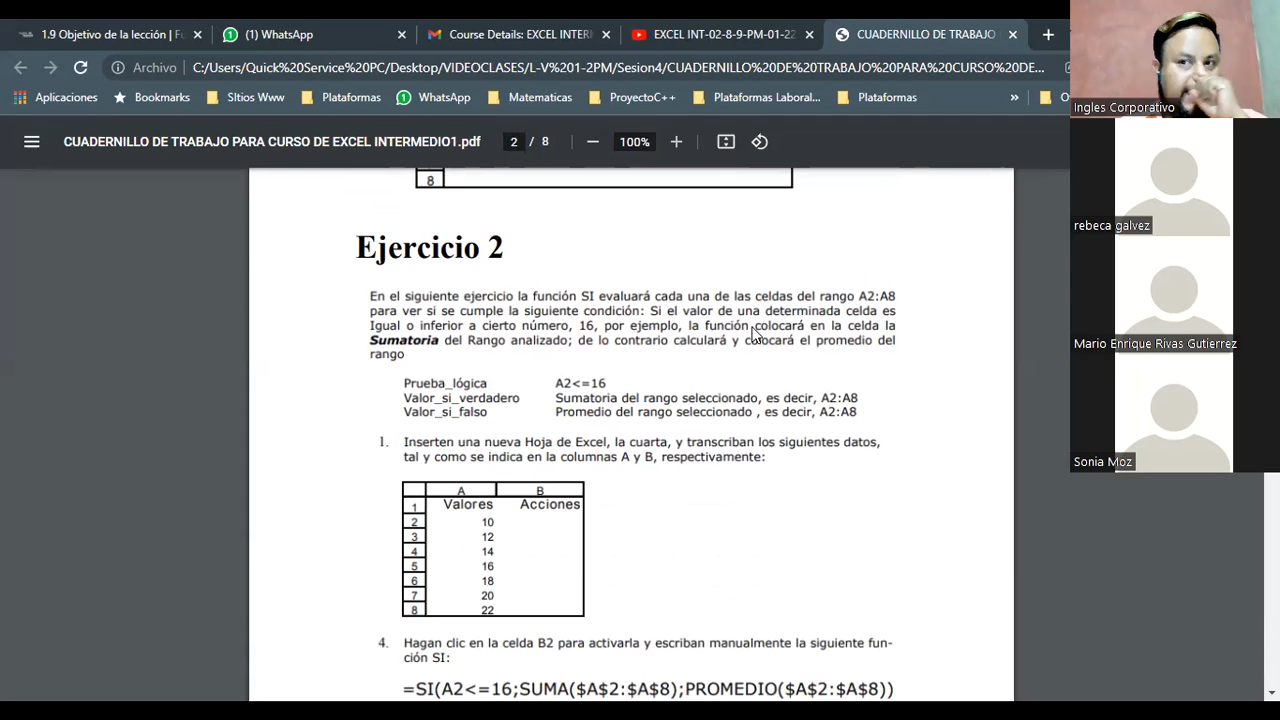 1.9 Objetivo de la lección | Fu
(1) WhatsApp
Course Details: EXCEL INTERM
EXCEL INT-02-8-9-PM-01-22
CUADERNILLO DE TRABAJO
Archivo
C:/Users/Quick%20Service%20PC/Desktop/VIDEOCLASES/L-V%201-2PM/Sesion4/CUADERNILLO%20DE%20TRABAJO%20PARA%20CURSO%20DE...
Aplicaciones
Bookmarks
SItios Www
Plataformas
WhatsApp
Matematicas
ProyectoC++
Plataformas Laboral...
Plataformas
»
CUADERNILLO DE TRABAJO PARA CURSO DE EXCEL INTERMEDIO1.pdf
2 / 8
100%
8
Ejercicio 2
En el siguiente ejercicio la función SI evaluará cada una de las celdas del rango A2:A8
para ver si se cumple la siguiente condición: Si el valor de una determinada celda es
Igual o inferior a cierto número, 16, por ejemplo, la función colocará en la celda la
Sumatoria del Rango analizado; de lo contrario calculará y colocará el promedio del
rango
Prueba_lógica A2<=16
Valor_si_verdadero Sumatoria del rango seleccionado, es decir, A2:A8
Valor_si_falso Promedio del rango seleccionado , es decir, A2:A8
1. Inserten una nueva Hoja de Excel, la cuarta, y transcriban los siguientes datos,
tal y como se indica en la columnas A y B, respectivamente:
A B
1 Valores Acciones
2 10
3 12
4 14
5 16
6 18
7 20
8 22
4. Hagan clic en la celda B2 para activarla y escriban manualmente la siguiente fun-
ción SI:
=SI(A2<=16;SUMA($A$2:$A$8);PROMEDIO($A$2:$A$8))
Ingles Corporativo
rebeca galvez
Mario Enrique Rivas Gutierrez
Sonia Moz